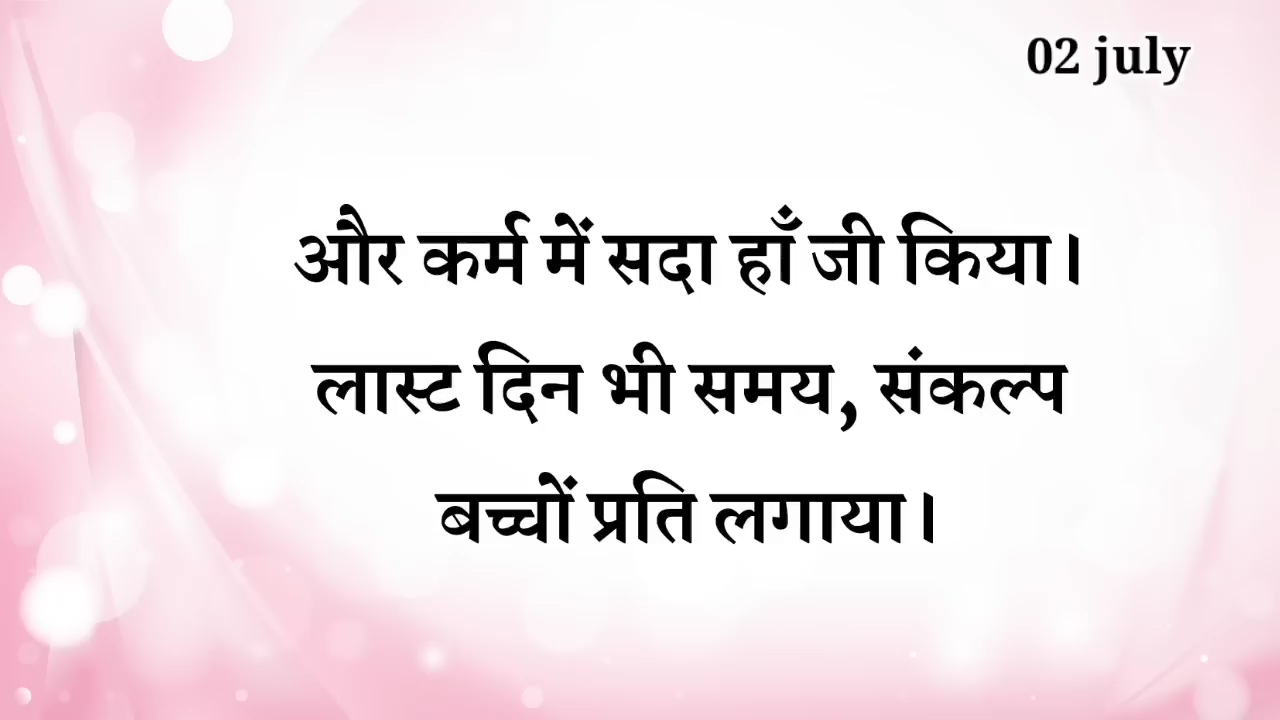 02 july
और कर्म में सदा हाँ जी किया।
लास्ट दिन भी समय, संकल्प
बच्चों प्रति लगाया।